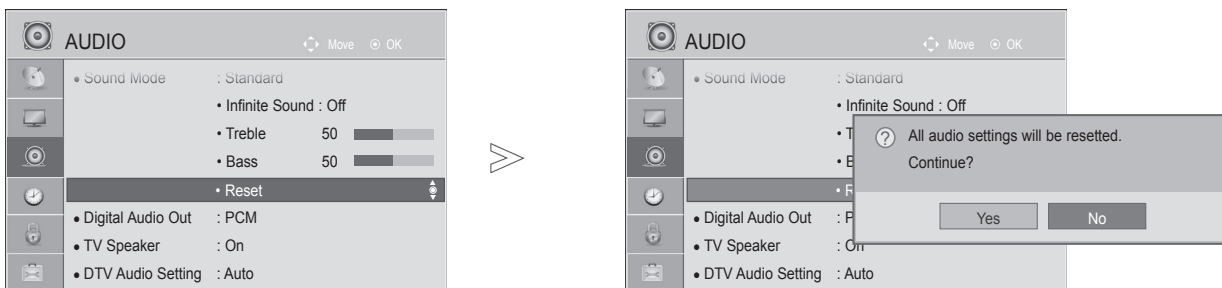 AUDIO
Move OK
• Sound Mode : Standard
• Infinite Sound : Off
• Treble 50
• Bass 50
• Reset
• Digital Audio Out : PCM
• TV Speaker : On
• DTV Audio Setting : Auto
AUDIO
Move OK
• Sound Mode : Standard
• Infinite Sound : Off
? All audio settings will be resetted.
Continue?
Yes No
• Digital Audio Out : P
• TV Speaker : On
• DTV Audio Setting : Auto